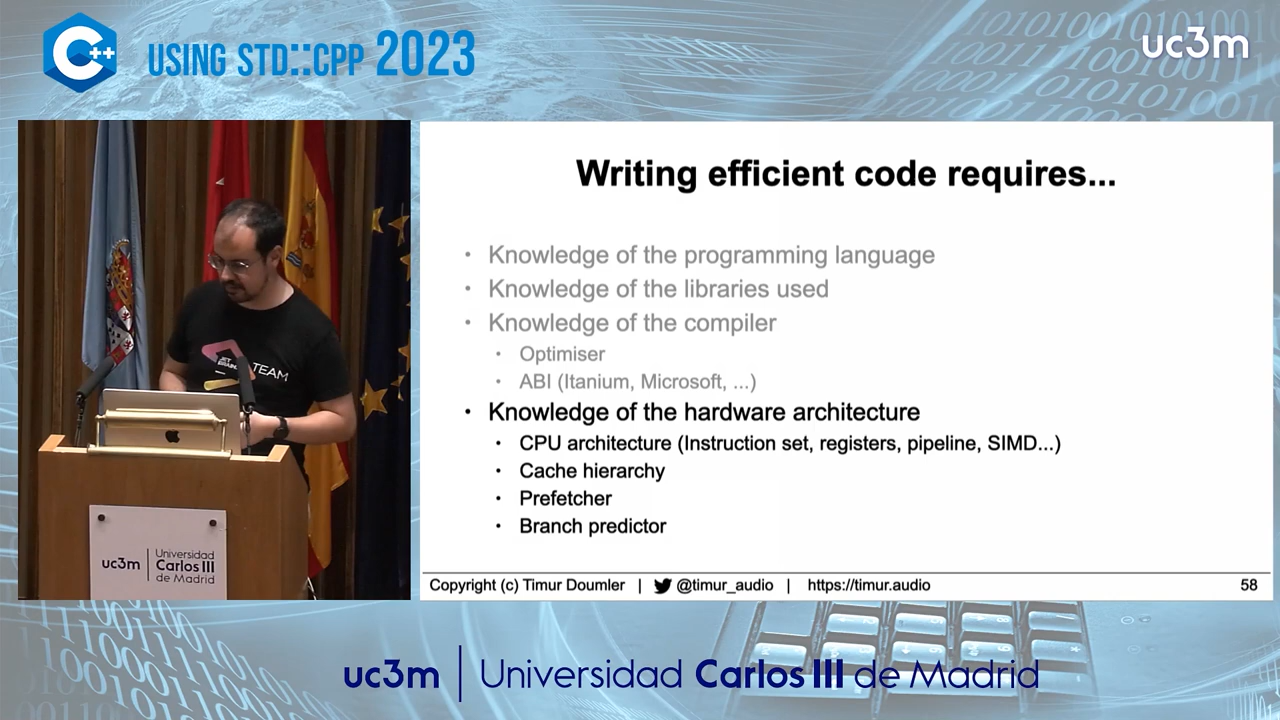 C++
USING STD::CPP 2023
uc3m
Writing efficient code requires...
• Knowledge of the programming language
• Knowledge of the libraries used
• Knowledge of the compiler
• Optimiser
• ABI (Itanium, Microsoft, ...)
• Knowledge of the hardware architecture
• CPU architecture (Instruction set, registers, pipeline, SIMD...)
• Cache hierarchy
• Prefetcher
• Branch predictor
Copyright (c) Timur Doumler | @timur_audio | https://timur.audio 58
JET
BRAINS
TEAM
uc3m | Universidad
Carlos III
de Madrid
uc3m | Universidad Carlos III de Madrid